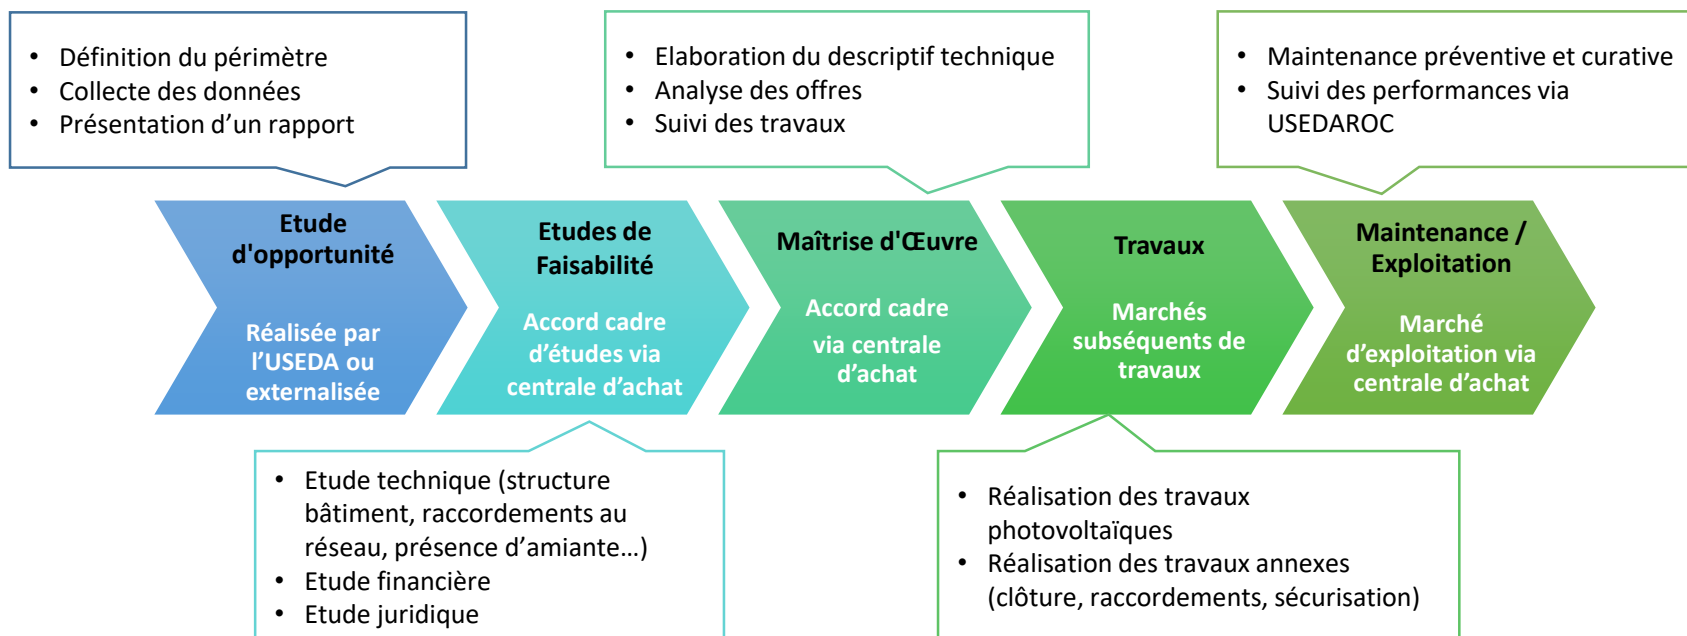 • Définition du périmètre
• Collecte des données
• Présentation d’un rapport
• Elaboration du descriptif technique
• Analyse des offres
• Suivi des travaux
• Maintenance préventive et curative
• Suivi des performances via
USEDAROC
Etude
d'opportunité
Réalisée par
l’USEDA ou
externalisée
Etudes de
Faisabilité
Accord cadre
d’études via
centrale d’achat
Maîtrise d'Œuvre
Accord cadre
via centrale
d’achat
Travaux
Marchés
subséquents de
travaux
Maintenance /
Exploitation
Marché
d’exploitation via
centrale d’achat
• Etude technique (structure
bâtiment, raccordements au
réseau, présence d’amiante…)
• Etude financière
• Etude juridique
• Réalisation des travaux
photovoltaïques
• Réalisation des travaux annexes
(clôture, raccordements, sécurisation)